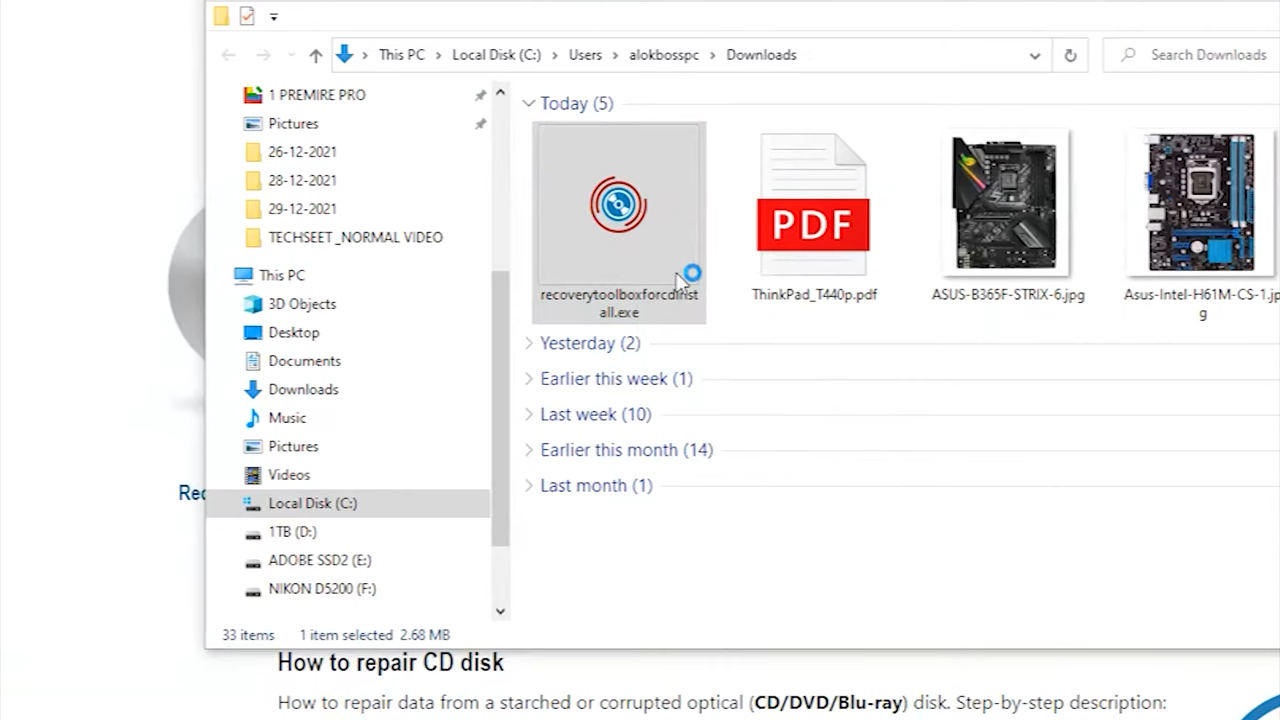 This PC
Local Disk (C:)
Users
alokbosspc
Downloads
Search Downloads
1 PREMIRE PRO
Pictures
26-12-2021
28-12-2021
29-12-2021
TECHSEET _NORMAL VIDEO
This PC
3D Objects
Desktop
Documents
Downloads
Music
Pictures
Videos
Local Disk (C:)
1TB (D:)
ADOBE SSD2 (E:)
NIKON D5200 (F:)
Today (5)
recoverytoolboxforcdinst
all.exe
PDF
ThinkPad_T440p.pdf
ASUS-B365F-STRIX-6.jpg
Asus-Intel-H61M-CS-1.jp
g
Yesterday (2)
Earlier this week (1)
Last week (10)
Earlier this month (14)
Last month (1)
33 items
1 item selected 2.68 MB
Rec
How to repair CD disk
How to repair data from a starched or corrupted optical (CD/DVD/Blu-ray) disk. Step-by-step description: